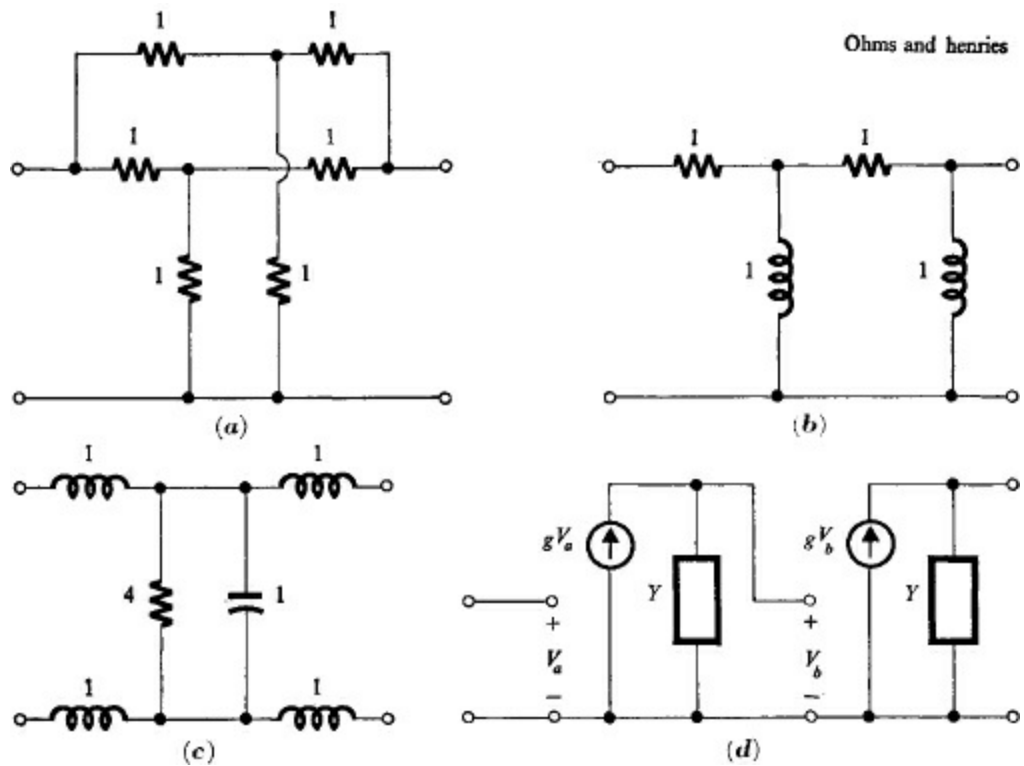 1 1
Ohms and henries
1 1
1 1
1 1
1 1
(a)
(b)
1 1
4 1
1 1
(c)
gV_a Y
+ V_a −
gV_b Y
+ V_b −
(d)